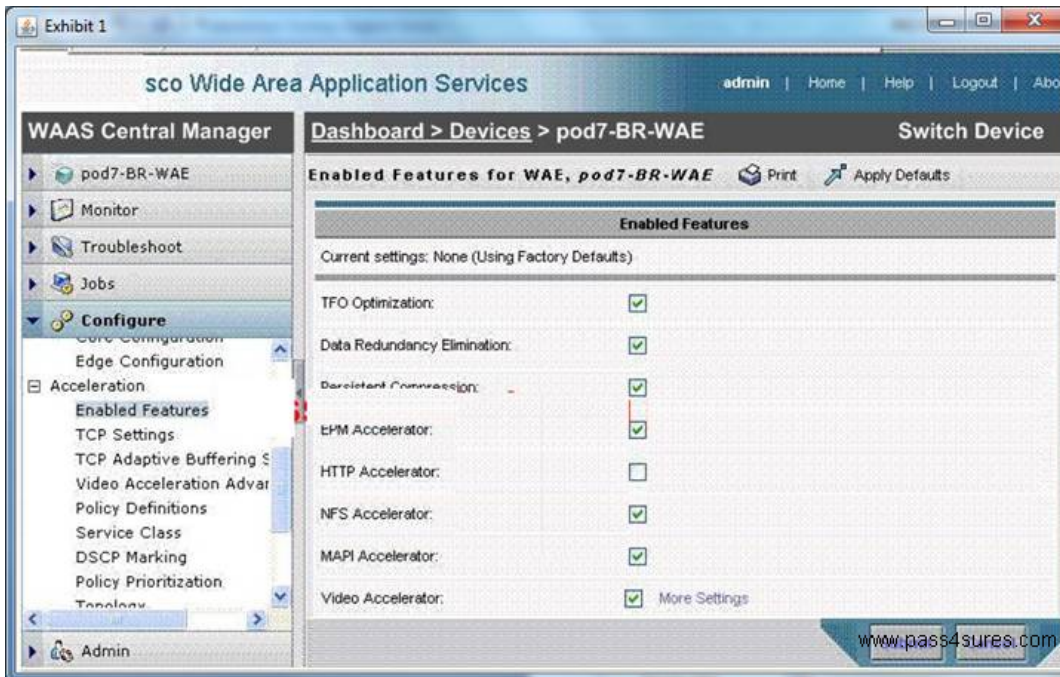 Exhibit 1
sco Wide Area Application Services
admin | Home | Help | Logout | Abo
WAAS Central Manager
Dashboard > Devices > pod7-BR-WAE
Switch Device
pod7-BR-WAE
Monitor
Troubleshoot
Jobs
Configure
Edge Configuration
Acceleration
Enabled Features
TCP Settings
TCP Adaptive Buffering S
Video Acceleration Advar
Policy Definitions
Service Class
DSCP Marking
Policy Prioritization
Topology
Admin
Enabled Features for WAE, pod7-BR-WAE
Print
Apply Defaults
Enabled Features
Current settings: None (Using Factory Defaults)
TFO Optimization:
Data Redundancy Elimination:
Persistent Compression:
EPM Accelerator:
HTTP Accelerator:
NFS Accelerator:
MAPI Accelerator:
Video Accelerator:
More Settings
www.pass4sures.com